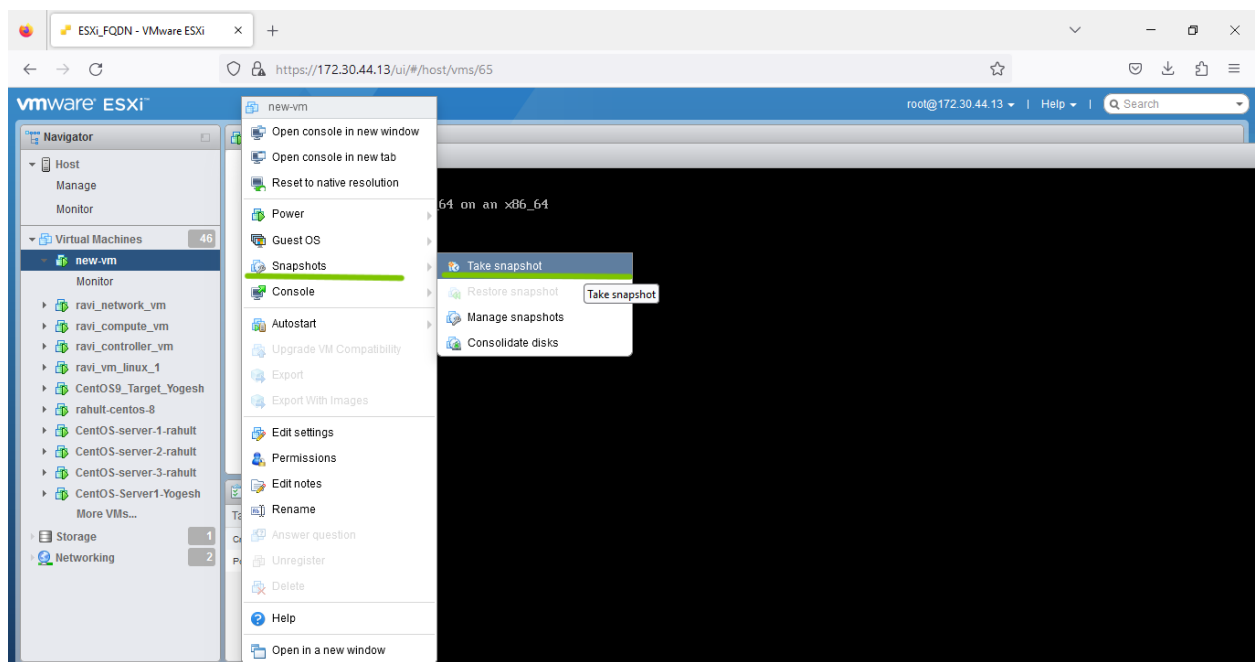 ESXi_FQDN - VMware ESXi
https://172.30.44.13/ui/#/host/vms/65
vmware® ESXi™
root@172.30.44.13
Help
Search
Navigator
Host
Manage
Monitor
Virtual Machines 46
new-vm
Monitor
ravi_network_vm
ravi_compute_vm
ravi_controller_vm
ravi_vm_linux_1
CentOS9_Target_Yogesh
rahult-centos-8
CentOS-server-1-rahult
CentOS-server-2-rahult
CentOS-server-3-rahult
CentOS-Server1-Yogesh
More VMs...
Storage 1
Networking 2
new-vm
Open console in new window
Open console in new tab
Reset to native resolution
Power
Guest OS
Snapshots
Console
Autostart
Upgrade VM Compatibility
Export
Export With Images
Edit settings
Permissions
Edit notes
Rename
Answer question
Unregister
Delete
Help
Open in a new window
Take snapshot
Restore snapshot
Take snapshot
Manage snapshots
Consolidate disks
_64 on an x86_64